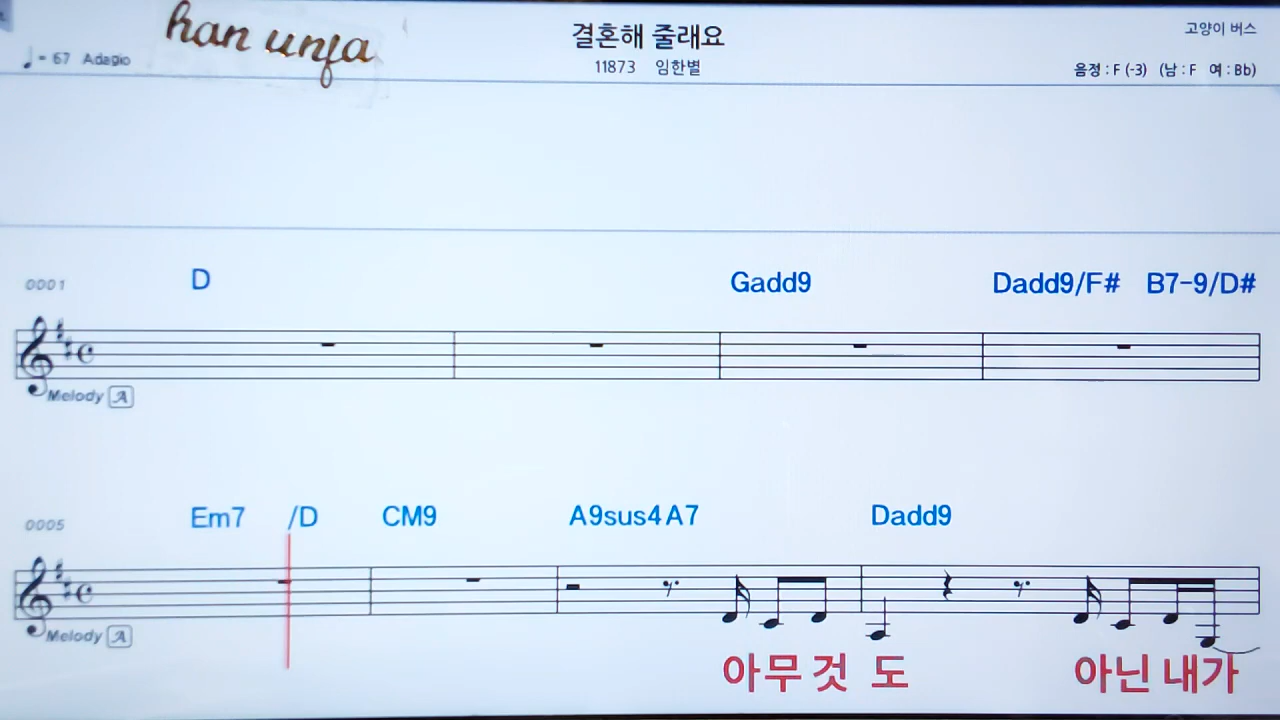 han unja
결혼해 줄래요
고양이 버스
♩= 67 Adagio
11873 임한별
음정 : F (-3) (남 : F 여 : Bb)
0001 D Gadd9 Dadd9/F# B7-9/D#
Melody A
0005 Em7 /D CM9 A9sus4 A7 Dadd9
Melody A
아무것 도 아닌 내가